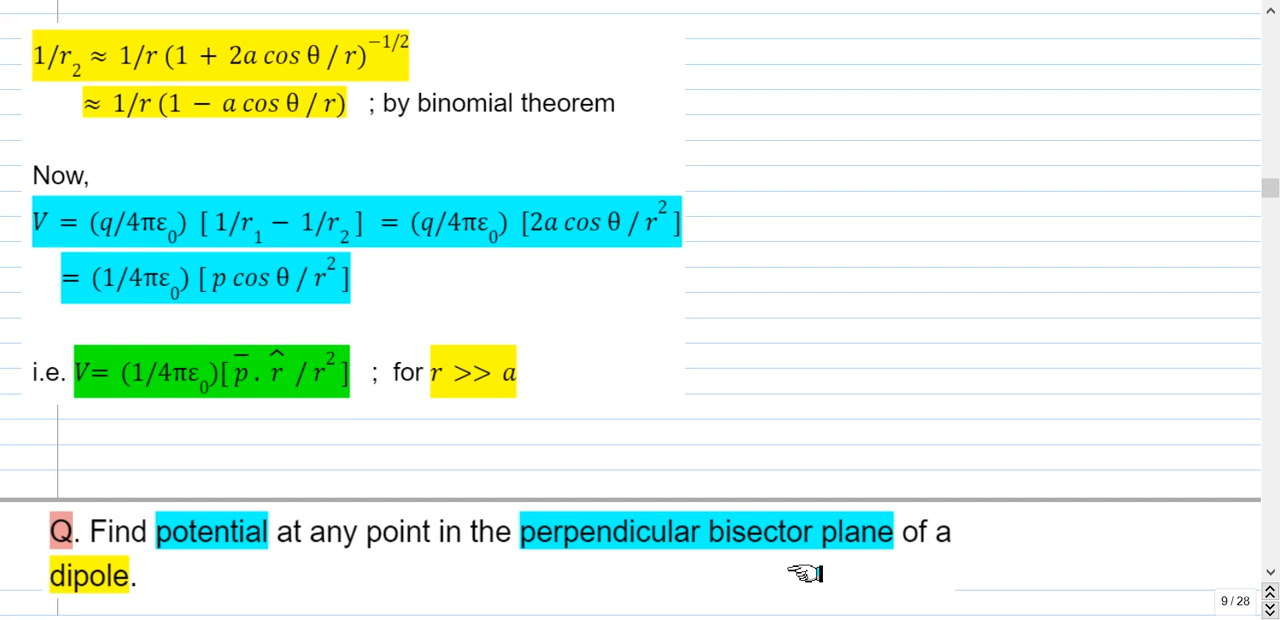 1/r₂ ≈ 1/r (1 + 2a cos θ / r)^−1/2
≈ 1/r (1 − a cos θ / r) ; by binomial theorem
Now,
V = (q/4πε₀) [ 1/r₁ − 1/r₂ ] = (q/4πε₀) [2a cos θ / r²]
= (1/4πε₀) [ p cos θ / r² ]
i.e. V= (1/4πε₀)[ p̅ . r̂ / r² ] ; for r >> a
Q. Find potential at any point in the perpendicular bisector plane of a
dipole.
9 / 28